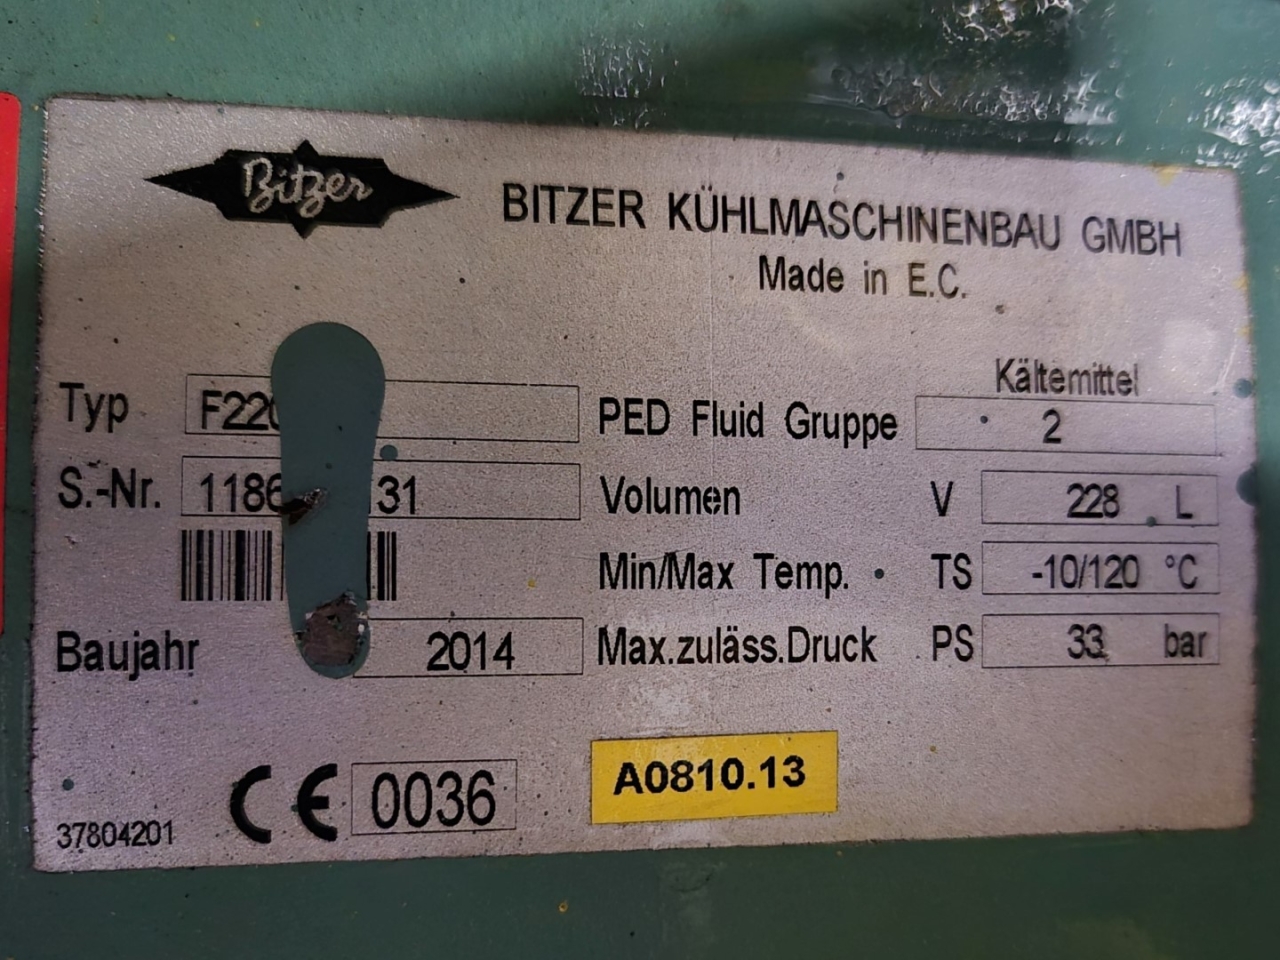 Bitzer
BITZER KÜHLMASCHINENBAU GMBH
Made in E.C.
Kältemittel
Typ PED Fluid Gruppe 2
S.-Nr. Volumen V 228 L
Min/Max Temp. TS -10/120 °C
Baujahr 2014 Max.zuläss.Druck PS 33 bar
CE 0036 A0810.13
37804201